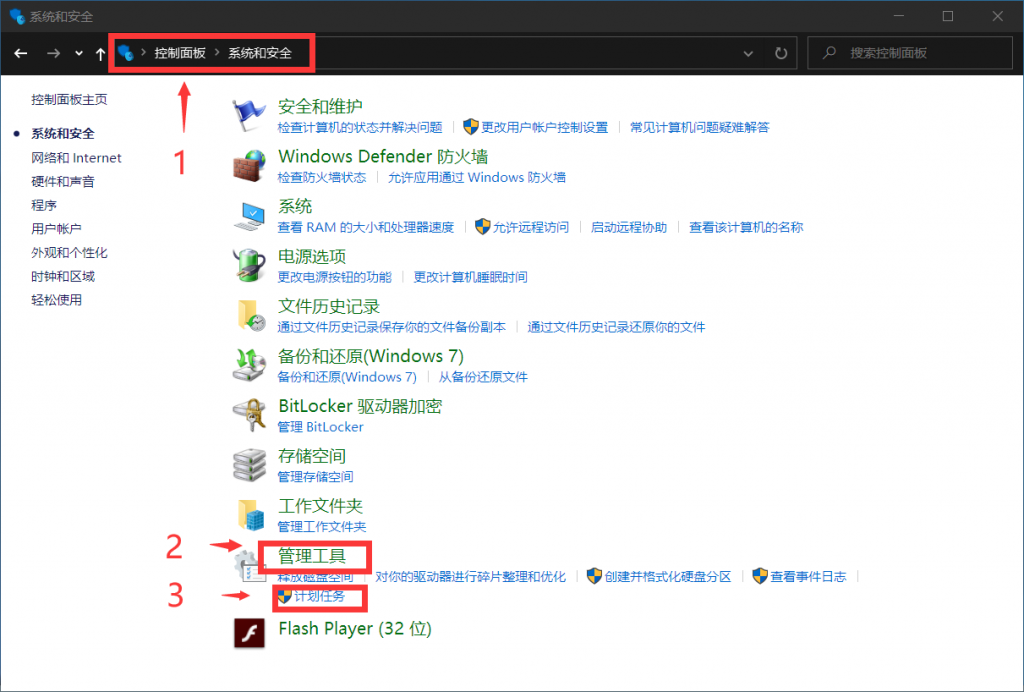 系统和安全
控制面板 系统和安全
搜索控制面板
1
控制面板主页
系统和安全
网络和 Internet
硬件和声音
程序
用户帐户
外观和个性化
时钟和区域
轻松使用
安全和维护
检查计算机的状态并解决问题 更改用户帐户控制设置 常见计算机问题疑难解答
Windows Defender 防火墙
检查防火墙状态 允许应用通过 Windows 防火墙
系统
查看 RAM 的大小和处理器速度 允许远程访问 启动远程协助 查看该计算机的名称
电源选项
更改电源按钮的功能 更改计算机睡眠时间
文件历史记录
通过文件历史记录保存你的文件备份副本 通过文件历史记录还原你的文件
备份和还原(Windows 7)
备份和还原(Windows 7) 从备份还原文件
BitLocker 驱动器加密
管理 BitLocker
存储空间
管理存储空间
工作文件夹
管理工作文件夹
2
管理工具
释放磁盘空间 对你的驱动器进行碎片整理和优化 创建并格式化硬盘分区 查看事件日志
3
计划任务
Flash Player (32 位)